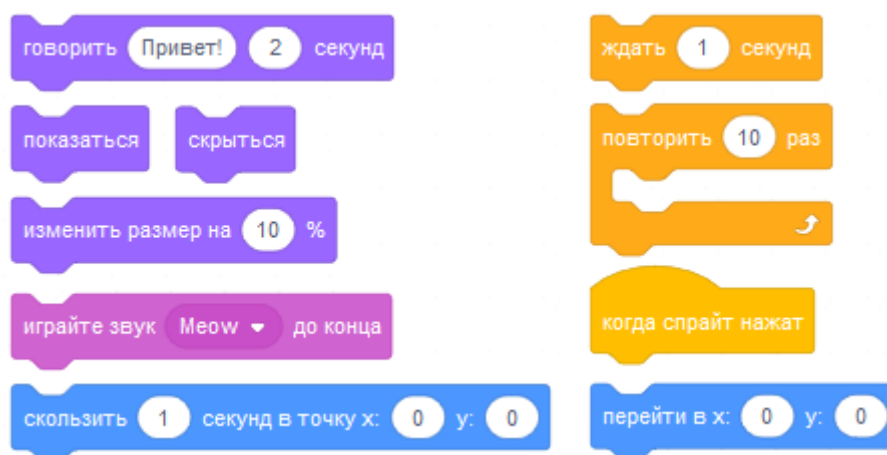 говорить Привет! 2 секунд
показаться
скрыться
изменить размер на 10 %
играйте звук Meow до конца
скользить 1 секунд в точку x: 0 y: 0
ждать 1 секунд
повторить 10 раз
когда спрайт нажат
перейти в x: 0 y: 0